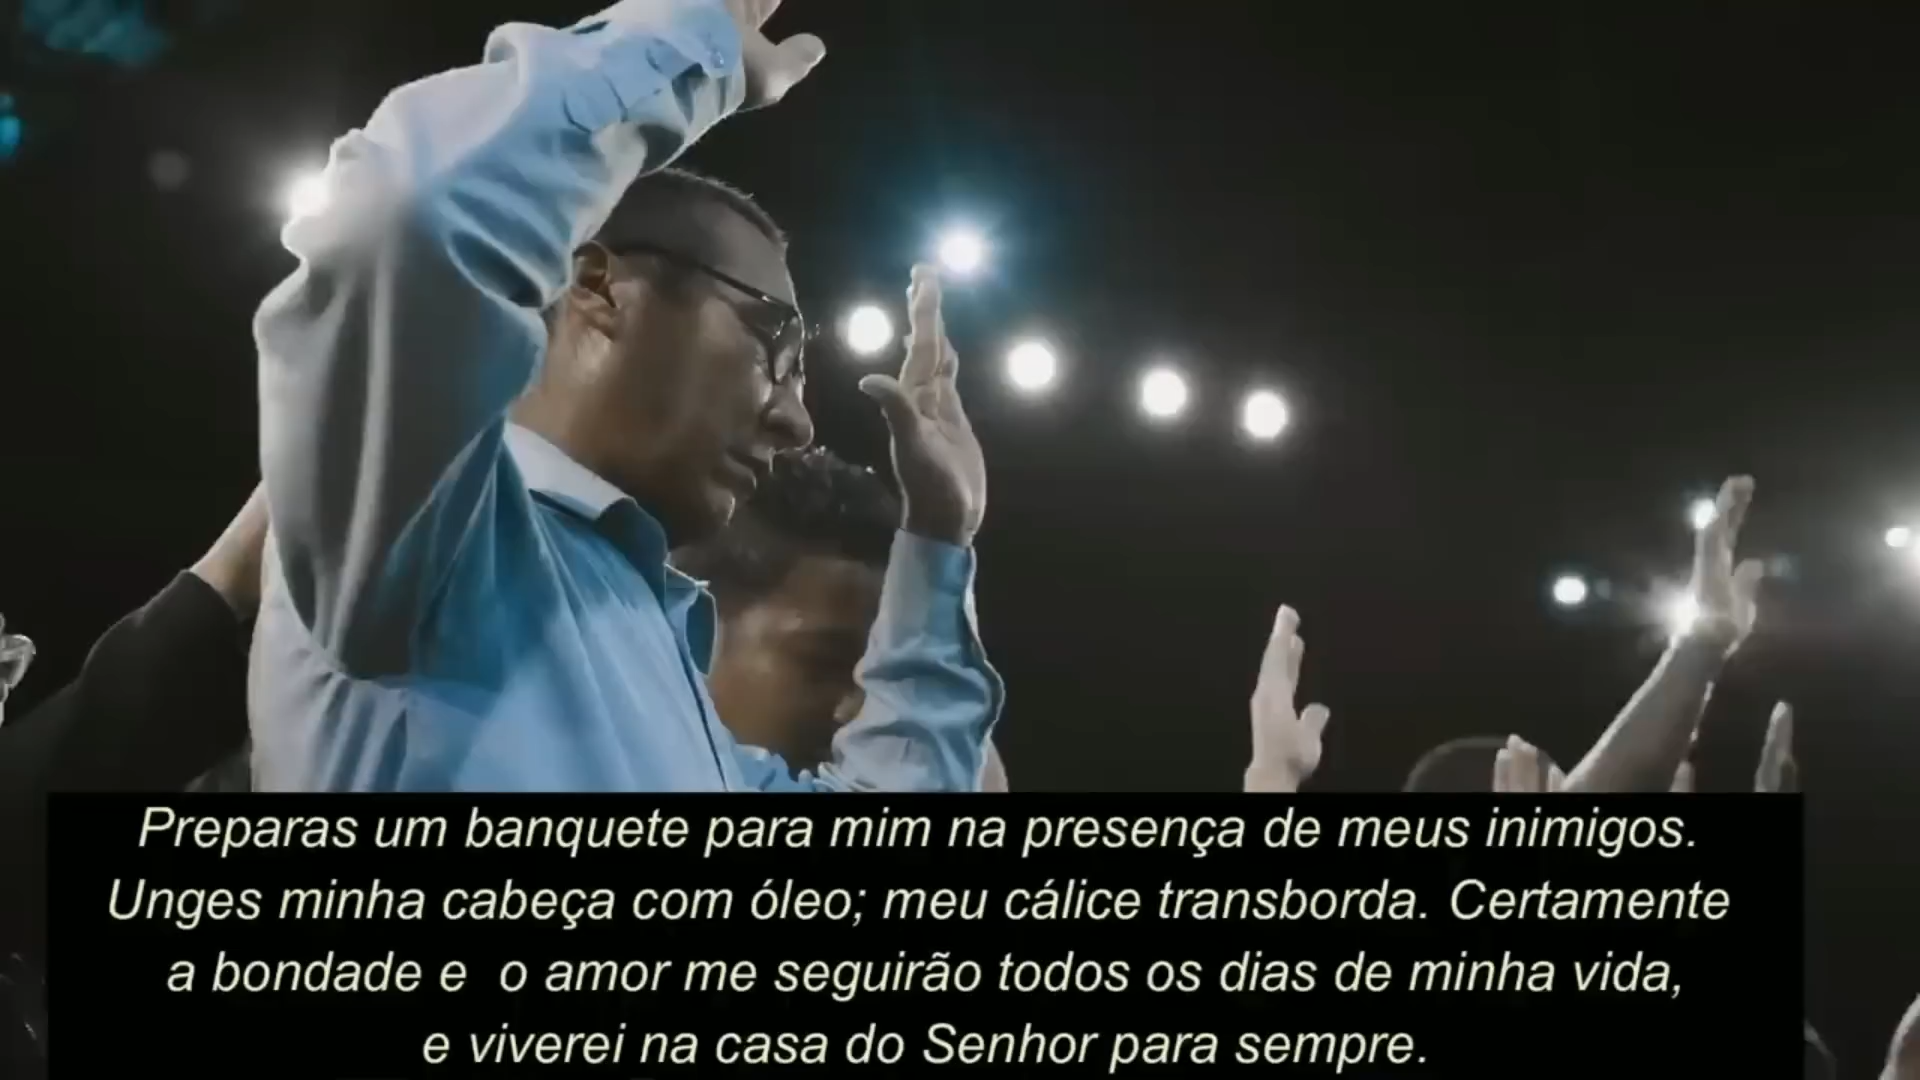 Preparas um banquete para mim na presença de meus inimigos.
Unges minha cabeça com óleo; meu cálice transborda. Certamente
a bondade e o amor me seguirão todos os dias de minha vida,
e viverei na casa do Senhor para sempre.